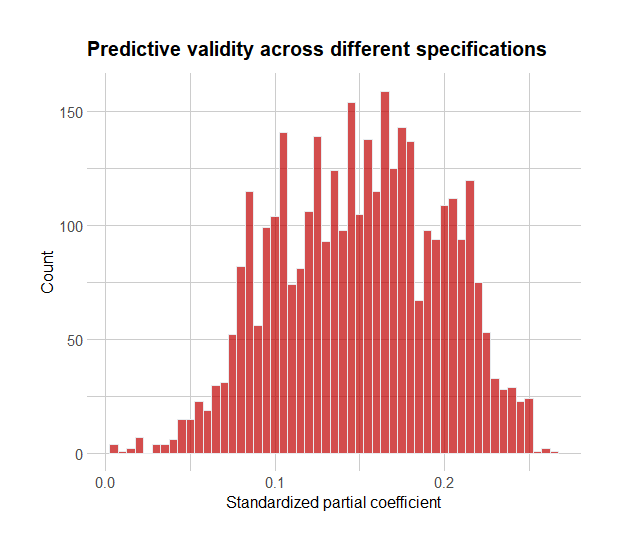 Predictive validity across different specifications
150
100
50
0
Count
0.0
0.1
0.2
Standardized partial coefficient